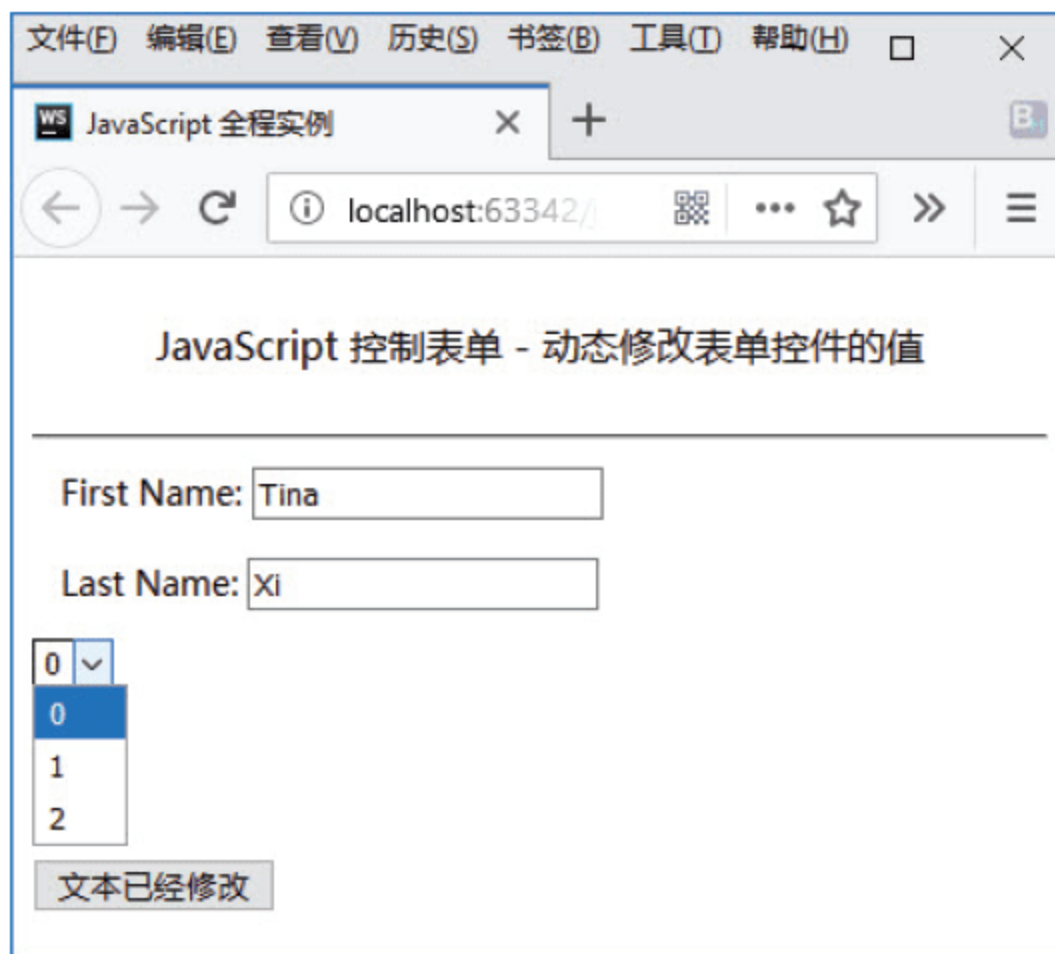 文件(F) 编辑(E) 查看(V) 历史(S) 书签(B) 工具(T) 帮助(H)
WS JavaScript 全程实例
localhost:63342/
JavaScript 控制表单 - 动态修改表单控件的值
First Name: Tina
Last Name: Xi
0
0
1
2
文本已经修改